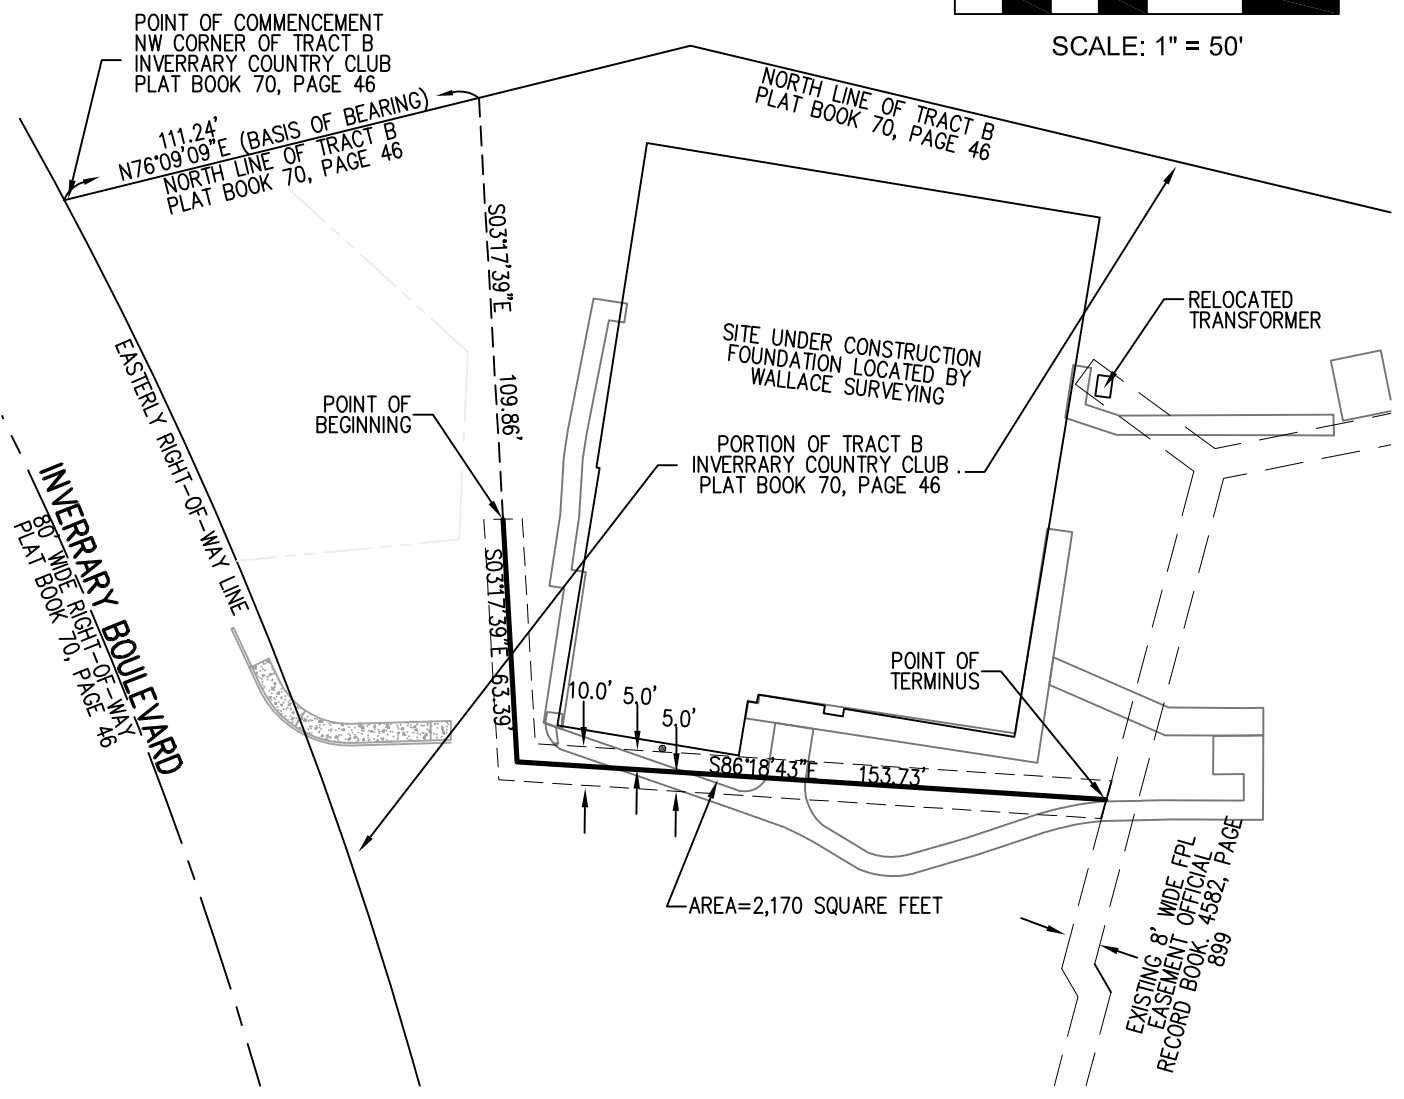 POINT OF COMMENCEMENT
NW CORNER OF TRACT B
INVERRARY COUNTRY CLUB
PLAT BOOK 70, PAGE 46
SCALE: 1" = 50'
111.24'
N76°09'09"E (BASIS OF BEARING)
NORTH LINE OF TRACT B
PLAT BOOK 70, PAGE 46
NORTH LINE OF TRACT B
PLAT BOOK 70, PAGE 46
S03°17'39"E
109.86'
RELOCATED
TRANSFORMER
SITE UNDER CONSTRUCTION
FOUNDATION LOCATED BY
WALLACE SURVEYING
EASTERLY RIGHT-OF-WAY LINE
POINT OF
BEGINNING
PORTION OF TRACT B
INVERRARY COUNTRY CLUB .
PLAT BOOK 70, PAGE 46
INVERRARY BOULEVARD
80' WIDE RIGHT-OF-WAY
PLAT BOOK 70, PAGE 46
S03°17'39"E 63.39'
POINT OF
TERMINUS
10.0'
5.0'
5.0'
S86°18'43"E 153.73'
AREA=2,170 SQUARE FEET
EXISTING 8' WIDE FPL
EASEMENT OFFICIAL
RECORD BOOK. 4582, PAGE
899